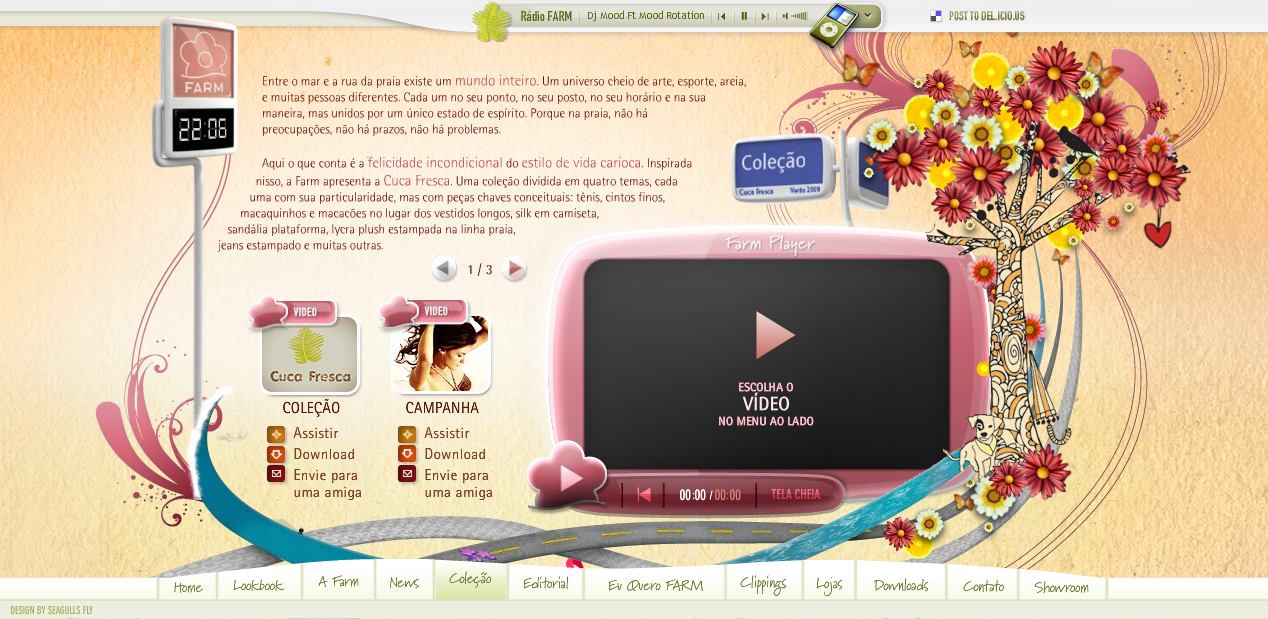 Rádio FARM
Dj Mood Ft Mood Rotation
POST TO DEL.ICIO.US
FARM
22:06
Entre o mar e a rua da praia existe um mundo inteiro. Um universo cheio de arte, esporte, areia,
e muitas pessoas diferentes. Cada um no seu ponto, no seu posto, no seu horário e na sua
maneira, mas unidos por um único estado de espírito. Porque na praia, não há
preocupações, não há prazos, não há problemas.
Aqui o que conta é a felicidade incondicional do estilo de vida carioca. Inspirada
nisso, a Farm apresenta a Cuca Fresca. Uma coleção dividida em quatro temas, cada
uma com sua particularidade, mas com peças chaves conceituais: tênis, cintos finos,
macaquinhos e macacões no lugar dos vestidos longos, silk em camiseta,
sandália plataforma, lycra plush estampada na linha praia,
jeans estampado e muitas outras.
1 / 3
Coleção
Cuca Fresca Verão 2009
Farm Player
VIDEO
Cuca Fresca
COLEÇÃO
Assistir
Download
Envie para
uma amiga
VIDEO
CAMPANHA
Assistir
Download
Envie para
uma amiga
ESCOLHA O
VÍDEO
NO MENU AO LADO
00:00 / 00:00
TELA CHEIA
Home
Lookbook
A Farm
News
Coleção
Editorial
Eu Quero FARM
Clippings
Lojas
Downloads
Contato
Showroom
DESIGN BY SEAGULLS FLY